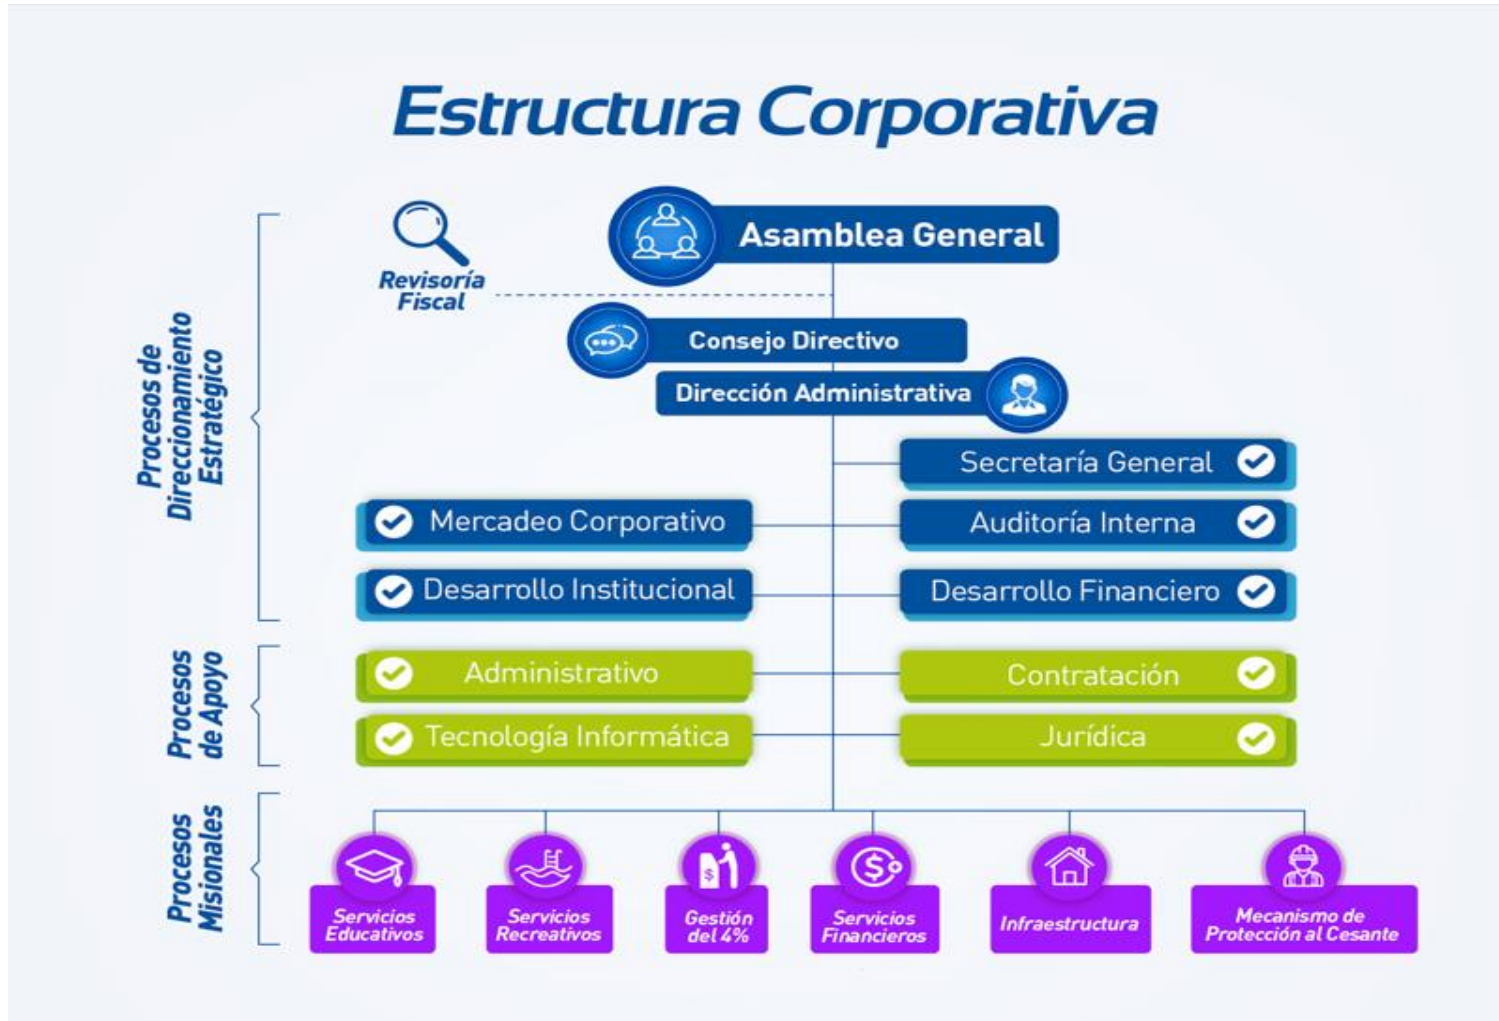 Estructura Corporativa
Asamblea General
Revisoría
Fiscal
Consejo Directivo
Dirección Administrativa
Procesos de
Direccionamiento
Estratégico
Secretaría General
Mercadeo Corporativo
Auditoría Interna
Desarrollo Institucional
Desarrollo Financiero
Procesos
de Apoyo
Administrativo
Contratación
Tecnología Informática
Jurídica
Procesos
Misionales
$
$
Servicios
Educativos
Servicios
Recreativos
Gestión
del 4%
Servicios
Financieros
Infraestructura
Mecanismo de
Protección al Cesante